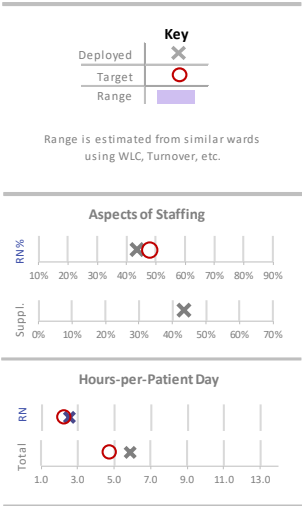 Key
Deployed
Target
Range
Range is estimated from similar wards
using WLC, Turnover, etc.
Aspects of Staffing
RN%
10% 20% 30% 40% 50% 60% 70% 80% 90%
Suppl.
0% 10% 20% 30% 40% 50% 60% 70%
Hours-per-Patient Day
RN
Total
1.0 3.0 5.0 7.0 9.0 11.0 13.0